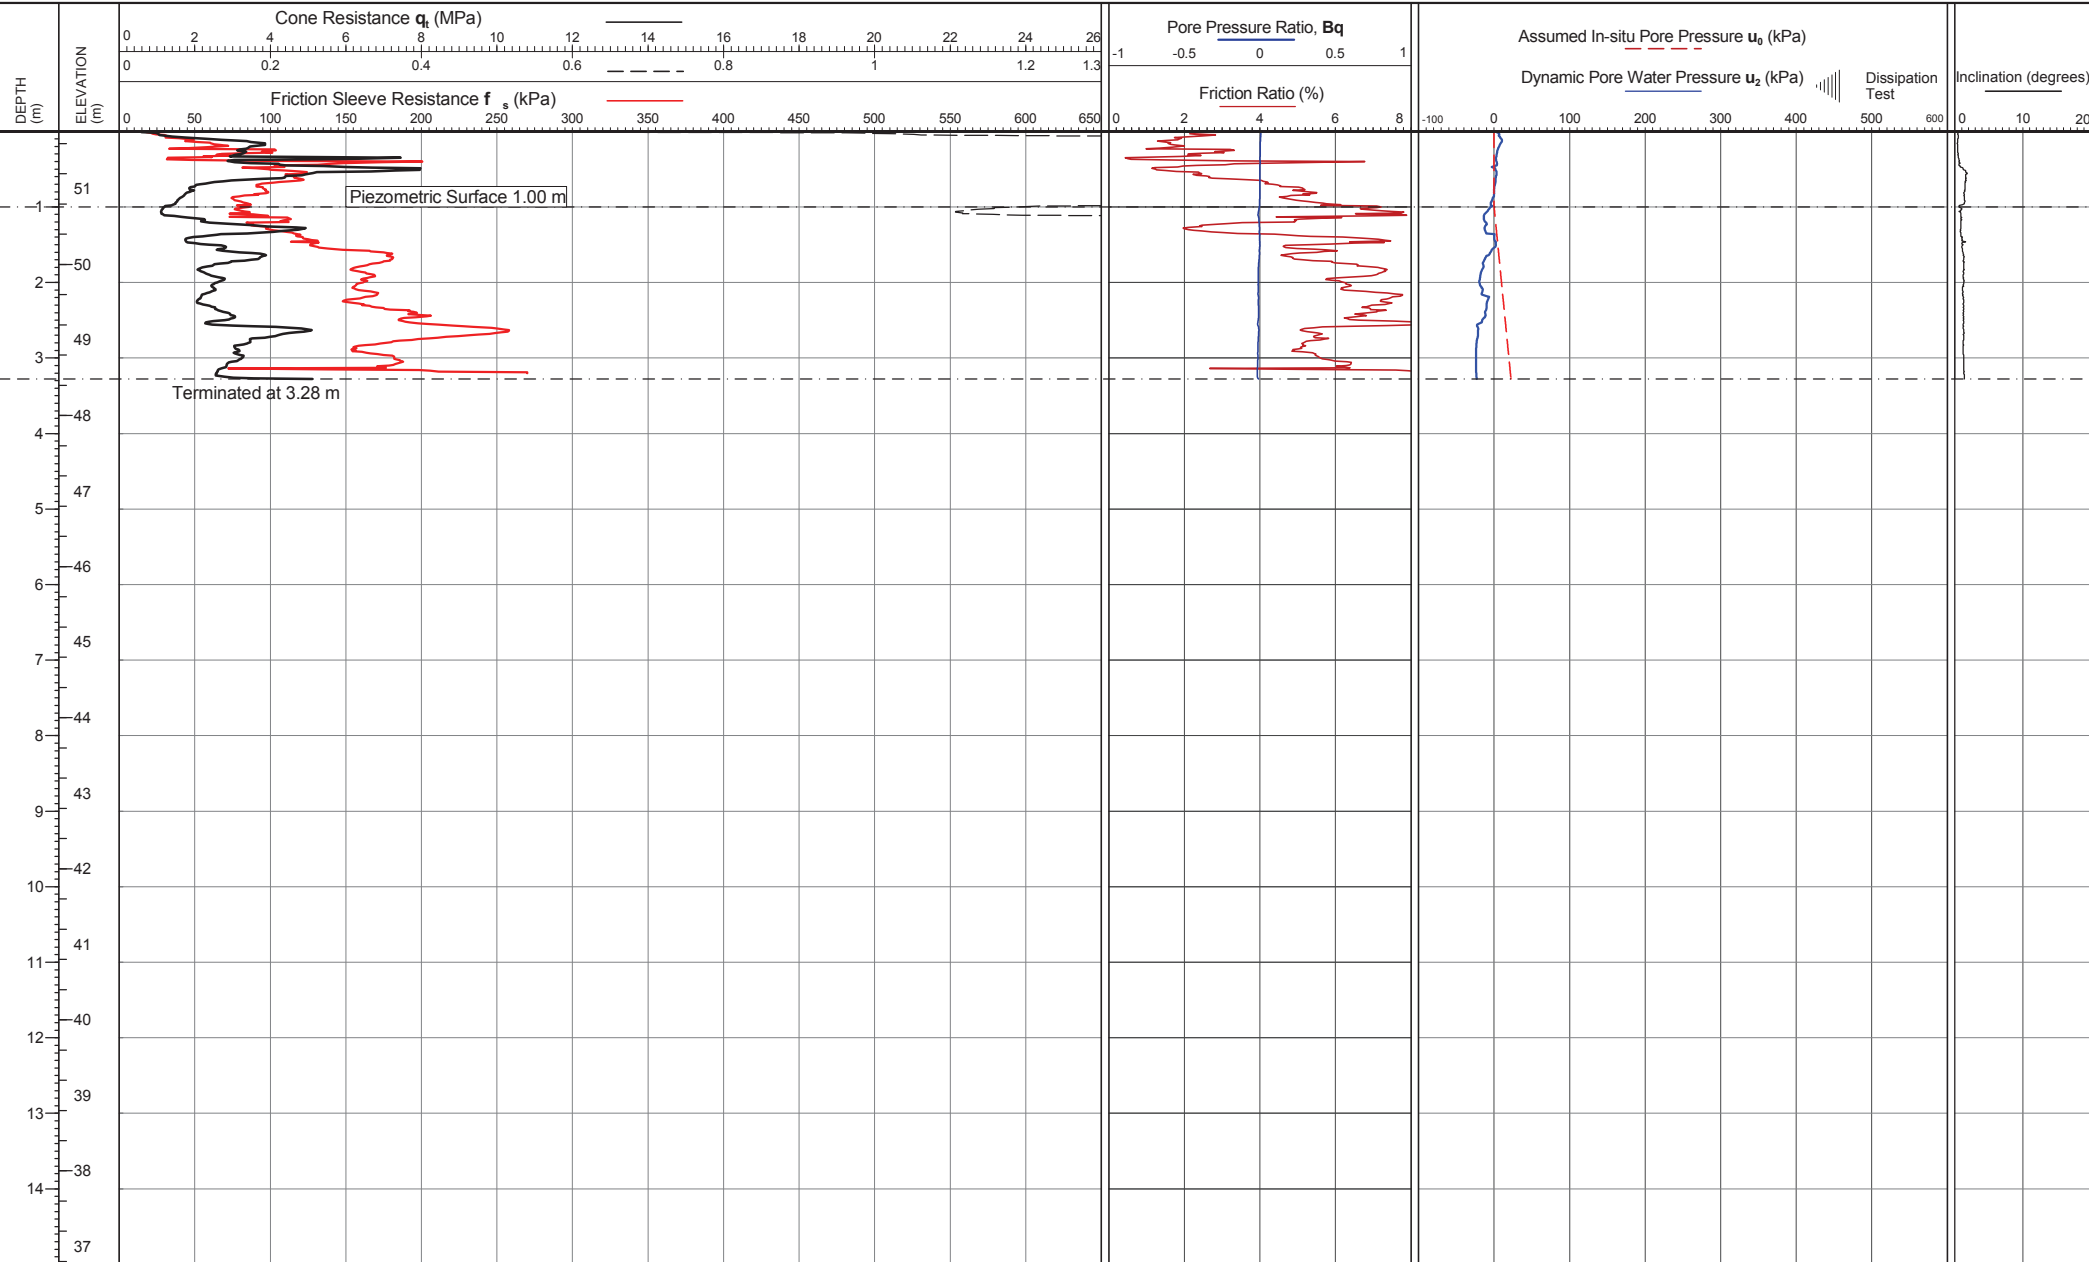 DEPTH (m)
ELEVATION (m)
Cone Resistance qt (MPa)
0 2 4 6 8 10 12 14 16 18 20 22 24 26
0 0.2 0.4 0.6 0.8 1 1.2 1.3
Friction Sleeve Resistance f s (kPa)
0 50 100 150 200 250 300 350 400 450 500 550 600 650
Pore Pressure Ratio, Bq
-1 -0.5 0 0.5 1
Friction Ratio (%)
0 2 4 6 8
Assumed In-situ Pore Pressure u0 (kPa)
Dynamic Pore Water Pressure u2 (kPa)
Dissipation
Test
-100 0 100 200 300 400 500 600
Inclination (degrees)
0 10 20
51
Piezometric Surface 1.00 m
1
50
2
49
3
Terminated at 3.28 m
48
4
47
5
46
6
45
7
44
8
43
9
42
10
41
11
40
12
39
13
38
14
37